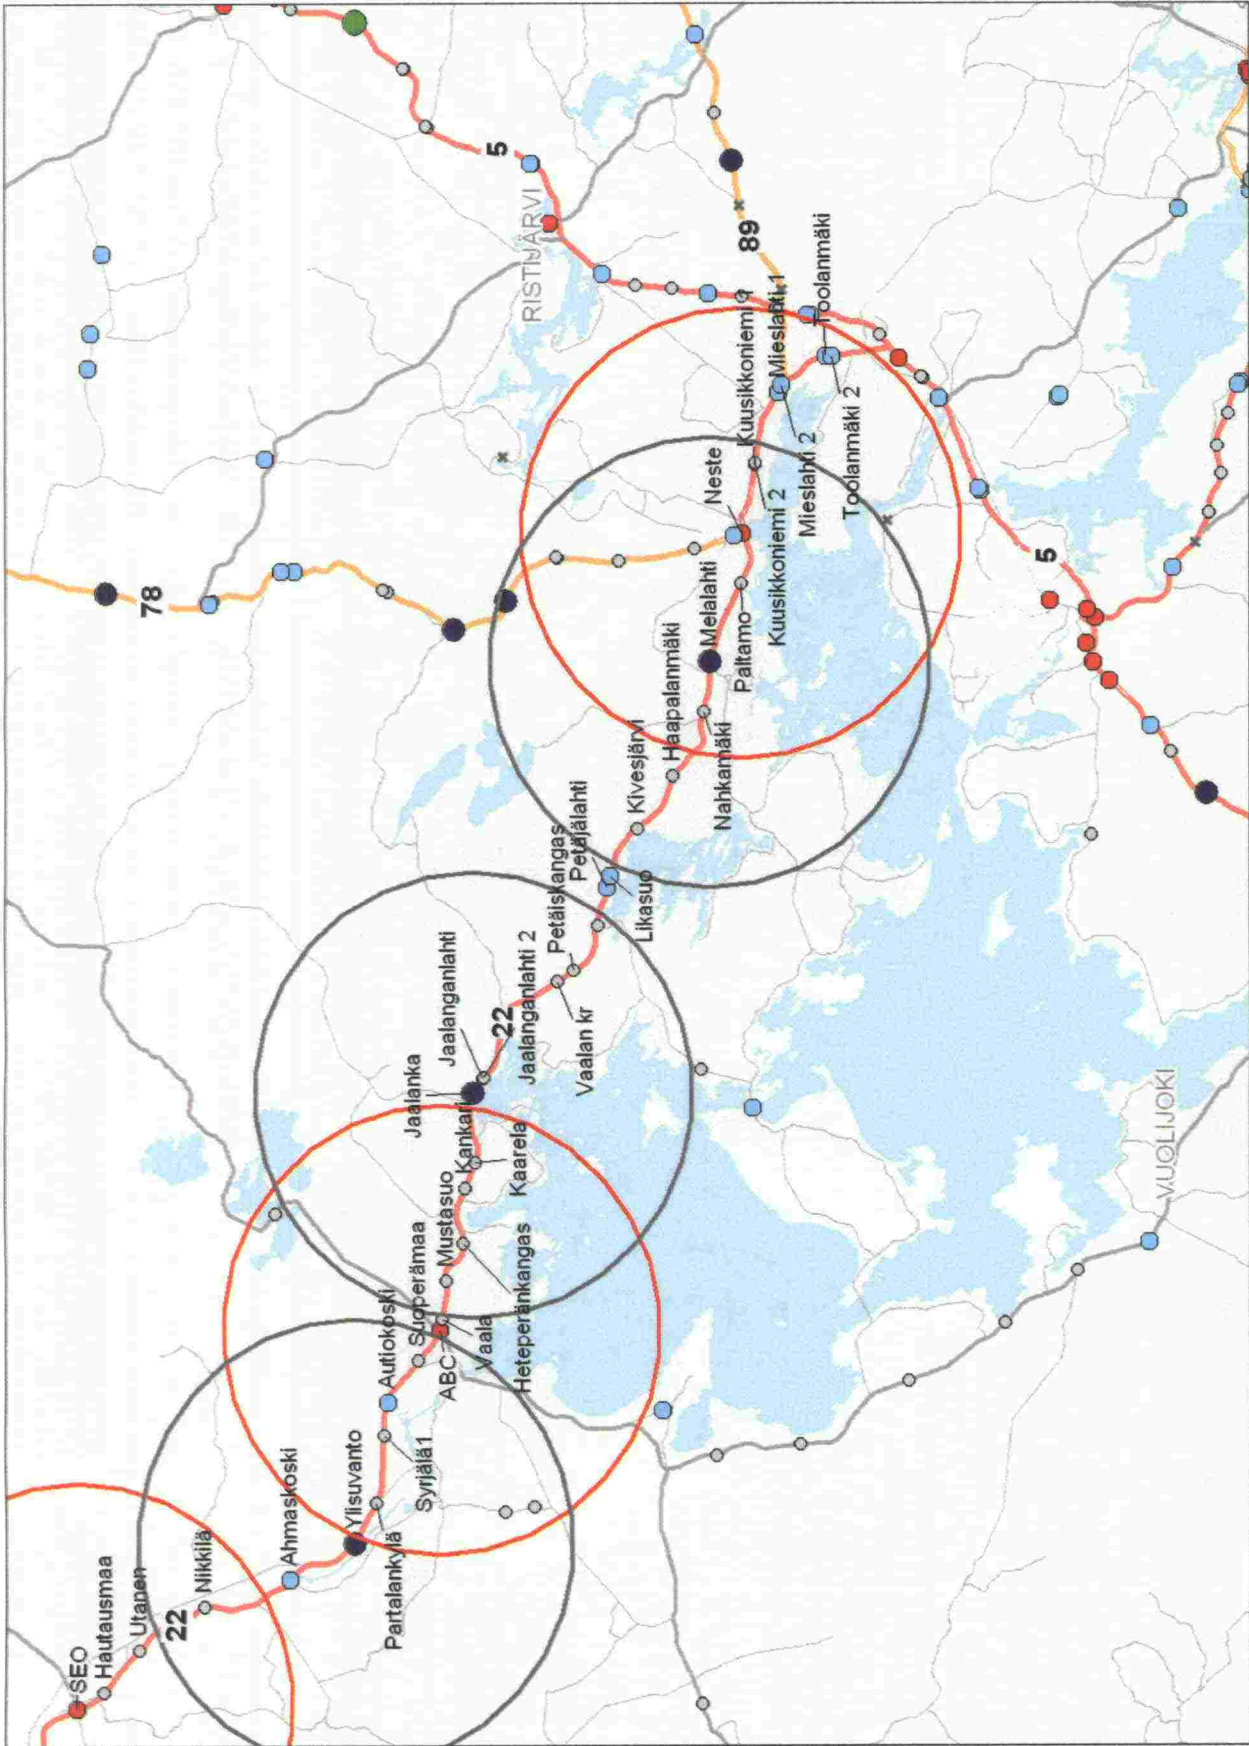 SEO
Hautausmaa
Utanen
22
Nikkilä
Ahmaskoski
Ylisuvanto
Partalankylä
Syrjälä1
Autiokoski
Suoperämaa
ABC
Vaala
Mustasuo
Heteperänkangas
Kankari
Kaarela
Jaalanka
Jaalanganlahti
22
Jaalanganlahti 2
Vaalan kr
Petäiskangas
Petäjälahti
Likasuo
Kivesjärvi
Haapalanmäki
Nahkamäki
Melalahti
Paltamo
Neste
Kuusikkoniemi 2
Kuusikkoniemi 1
Mieslahti 2
Mieslahti 1
Toolanmäki 2
Toolanmäki
78
89
5
5
RISTIJÄRVI
VUOLIJOKI